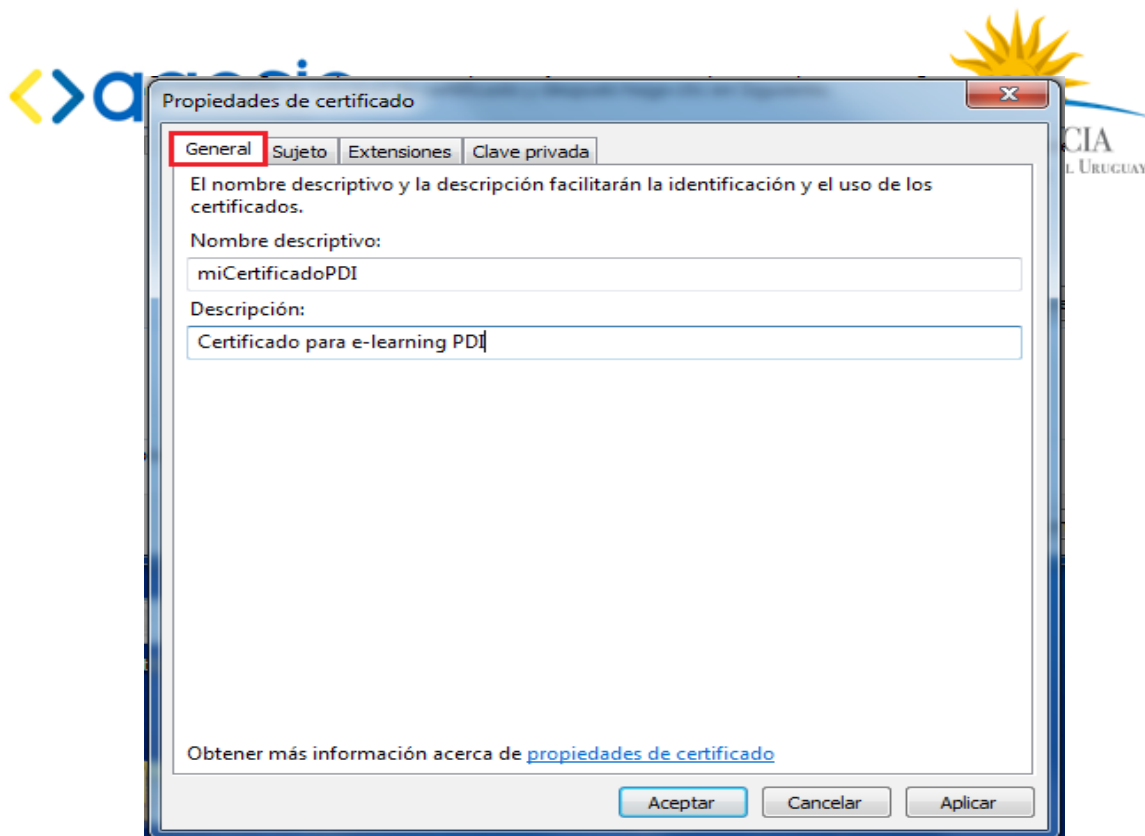 Propiedades de certificado
CIA
L URUGUAY
General Sujeto Extensiones Clave privada
El nombre descriptivo y la descripción facilitarán la identificación y el uso de los
certificados.
Nombre descriptivo:
miCertificadoPDI
Descripción:
Certificado para e-learning PDI
Obtener más información acerca de propiedades de certificado
Aceptar Cancelar Aplicar